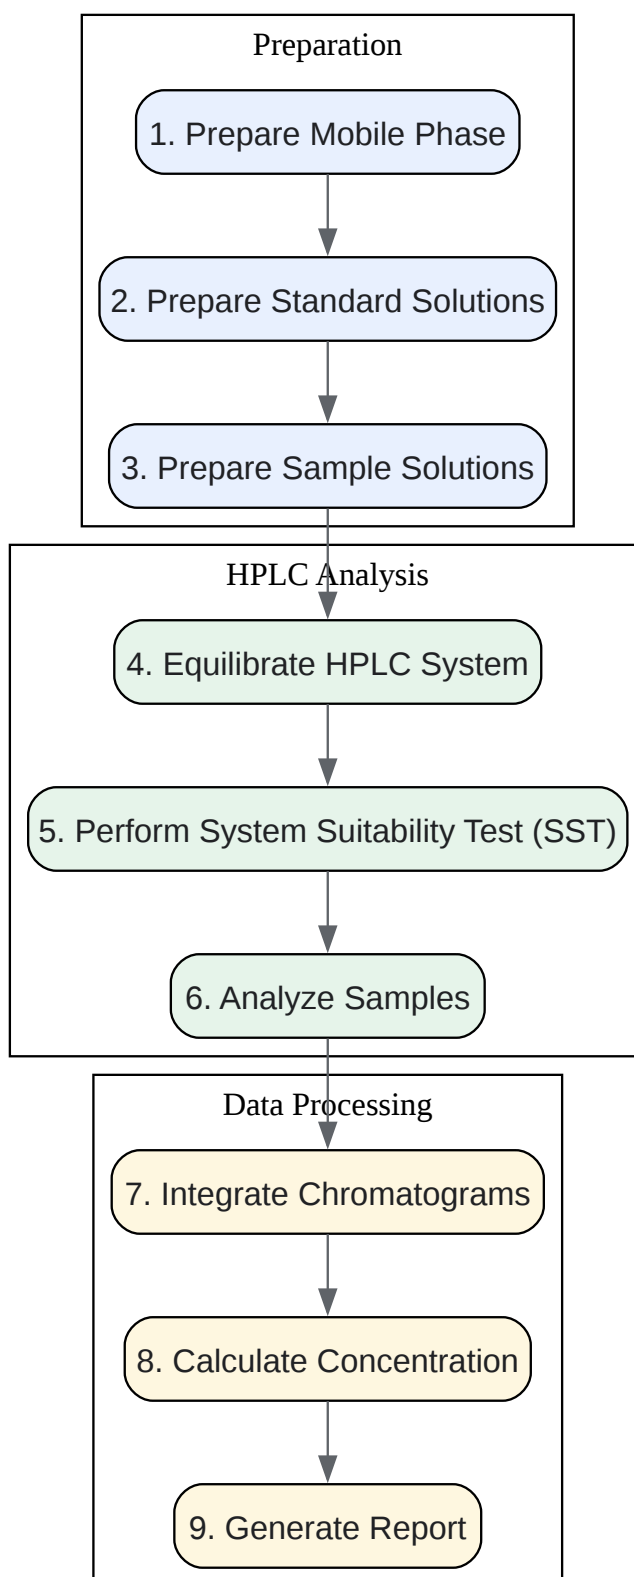 Preparation
1. Prepare Mobile Phase
2. Prepare Standard Solutions
3. Prepare Sample Solutions
HPLC Analysis
4. Equilibrate HPLC System
5. Perform System Suitability Test (SST)
6. Analyze Samples
Data Processing
7. Integrate Chromatograms
8. Calculate Concentration
9. Generate Report